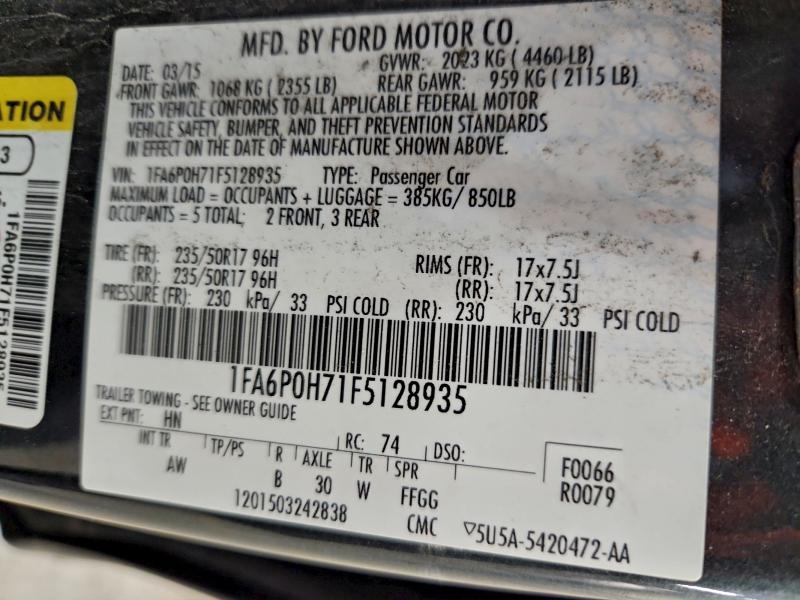 MFD. BY FORD MOTOR CO.
DATE: 03/15 GVWR: 2023 KG ( 4460 LB)
FRONT GAWR: 1068 KG ( 2355 LB) REAR GAWR: 959 KG ( 2115 LB)
THIS VEHICLE CONFORMS TO ALL APPLICABLE FEDERAL MOTOR
VEHICLE SAFETY, BUMPER, AND THEFT PREVENTION STANDARDS
IN EFFECT ON THE DATE OF MANUFACTURE SHOWN ABOVE.
VIN: 1FA6P0H71F5128935 TYPE: Passenger Car
MAXIMUM LOAD = OCCUPANTS + LUGGAGE = 385KG/ 850LB
OCCUPANTS = 5 TOTAL; 2 FRONT, 3 REAR
TIRE (FR): 235/50R17 96H RIMS (FR): 17x7.5J
(RR): 235/50R17 96H (RR): 17x7.5J
PRESSURE (FR): 230 kPa/ 33 PSI COLD (RR): 230 kPa/ 33 PSI COLD
1FA6P0H71F5128935
TRAILER TOWING - SEE OWNER GUIDE
EXT PNT: HN RC: 74 DSO:
INT TR TP/PS R AXLE TR SPR F0066
AW B 30 W FFGG R0079
1201503242838 CMC 5U5A-5420472-AA
ATION
3
1FA6P0H71F5128935